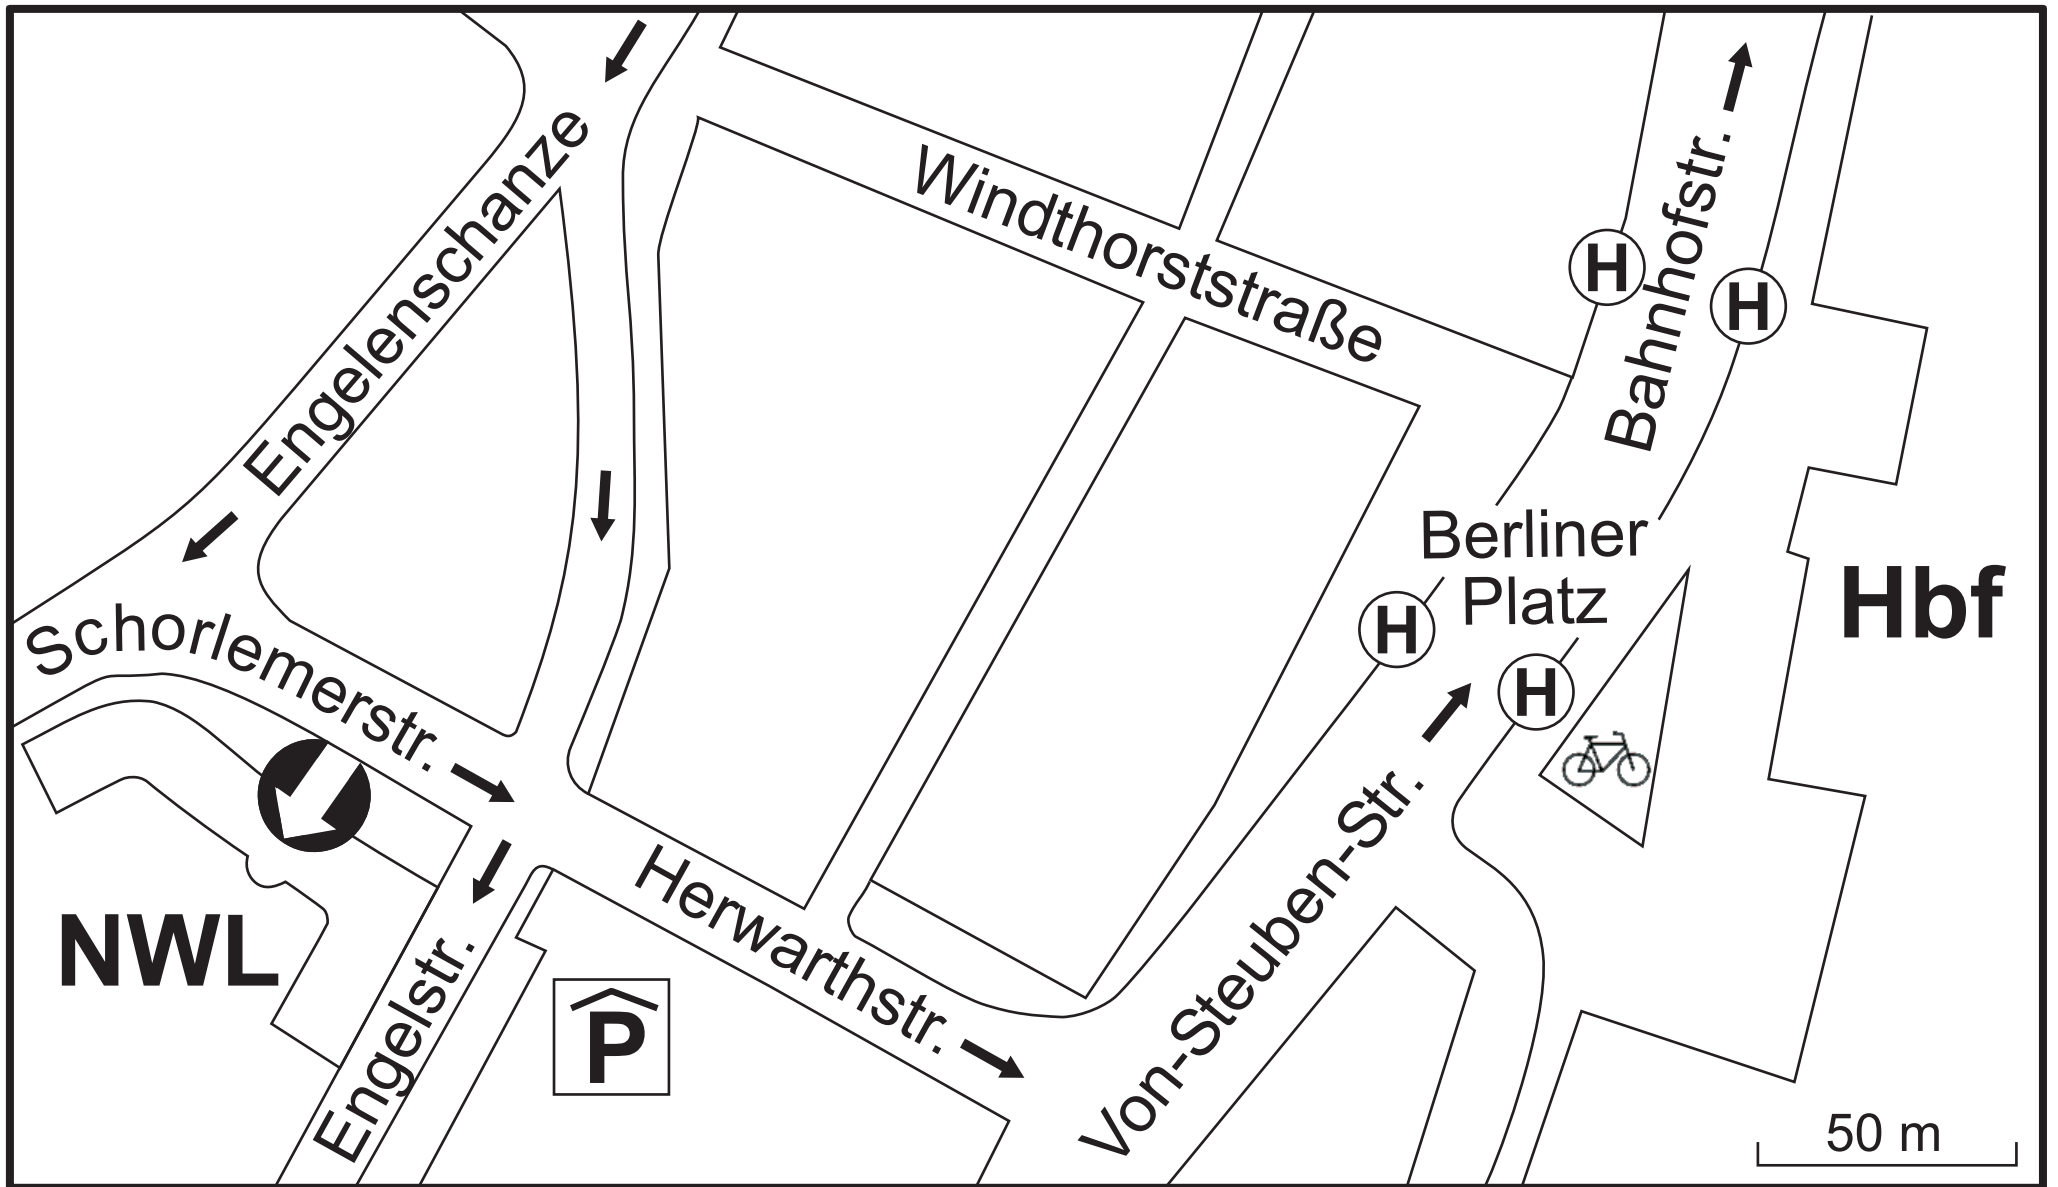 Engelenschanze
Windthorststraße
Bahnhofstr.
H
H
Berliner
Platz
H
H
Hbf
Schorlemerstr.
Herwarthstr.
Von-Steuben-Str.
NWL
Engelstr.
P
50 m